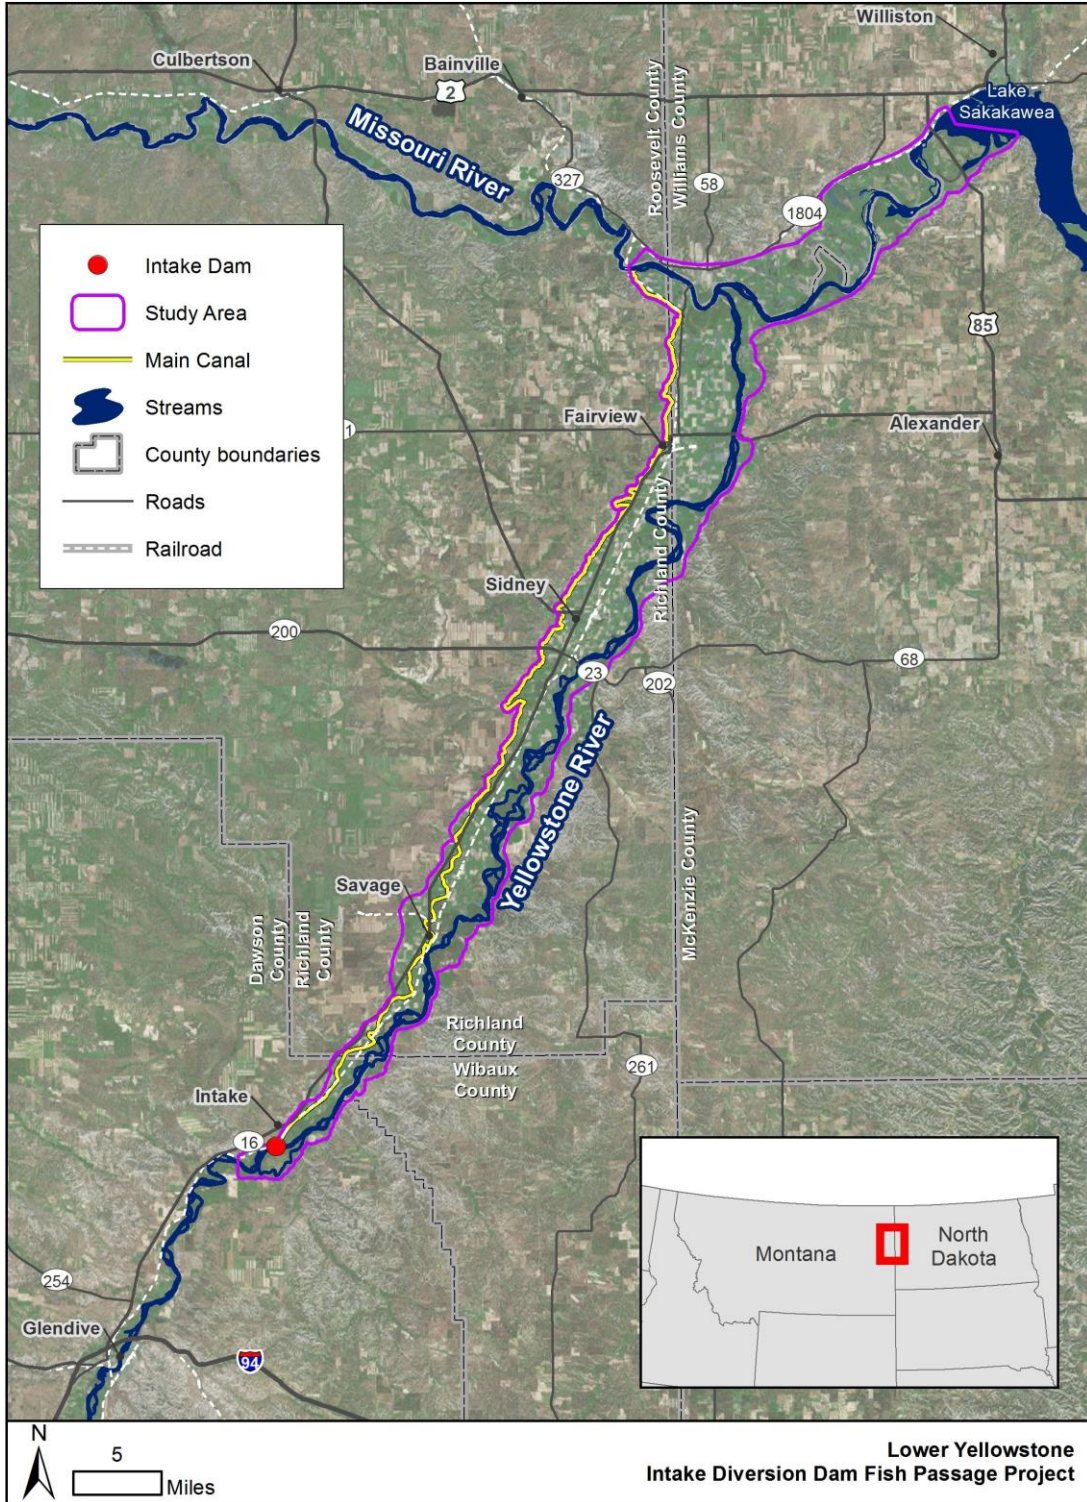 Williston
Culbertson
Bainville
2
Lake
Sakakawea
Missouri River
Roosevelt County
Williams County
327
58
1804
Intake Dam
Study Area
Main Canal
Streams
County boundaries
Roads
Railroad
85
Fairview
Alexander
1
Richland County
Sidney
200
23
202
68
Yellowstone River
McKenzie County
Savage
Dawson
County
Richland
County
Richland
County
Wibaux
County
261
Intake
16
Montana
North
Dakota
254
Glendive
94
N
5
Miles
Lower Yellowstone
Intake Diversion Dam Fish Passage Project